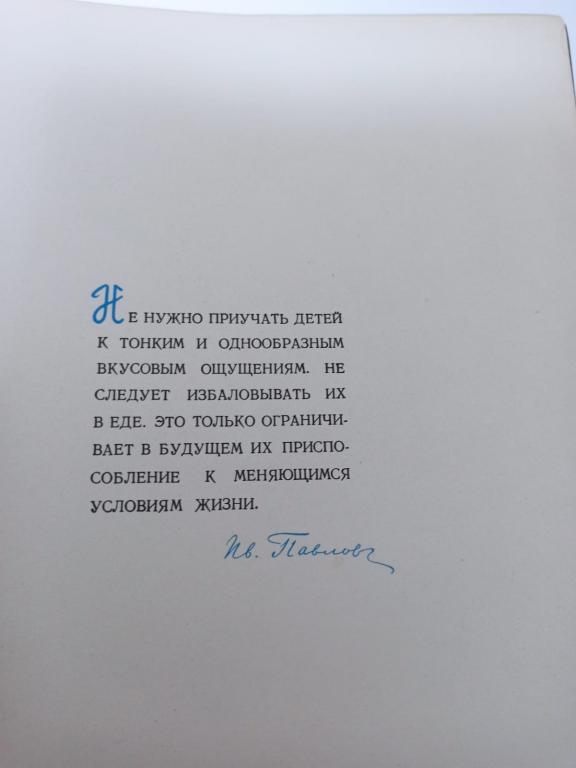 НЕ НУЖНО ПРИУЧАТЬ ДЕТЕЙ
К ТОНКИМ И ОДНООБРАЗНЫМ
ВКУСОВЫМ ОЩУЩЕНИЯМ. НЕ
СЛЕДУЕТ ИЗБАЛОВЫВАТЬ ИХ
В ЕДЕ. ЭТО ТОЛЬКО ОГРАНИЧИ-
ВАЕТ В БУДУЩЕМ ИХ ПРИСПО-
СОБЛЕНИЕ К МЕНЯЮЩИМСЯ
УСЛОВИЯМ ЖИЗНИ.
Ив. Павловъ